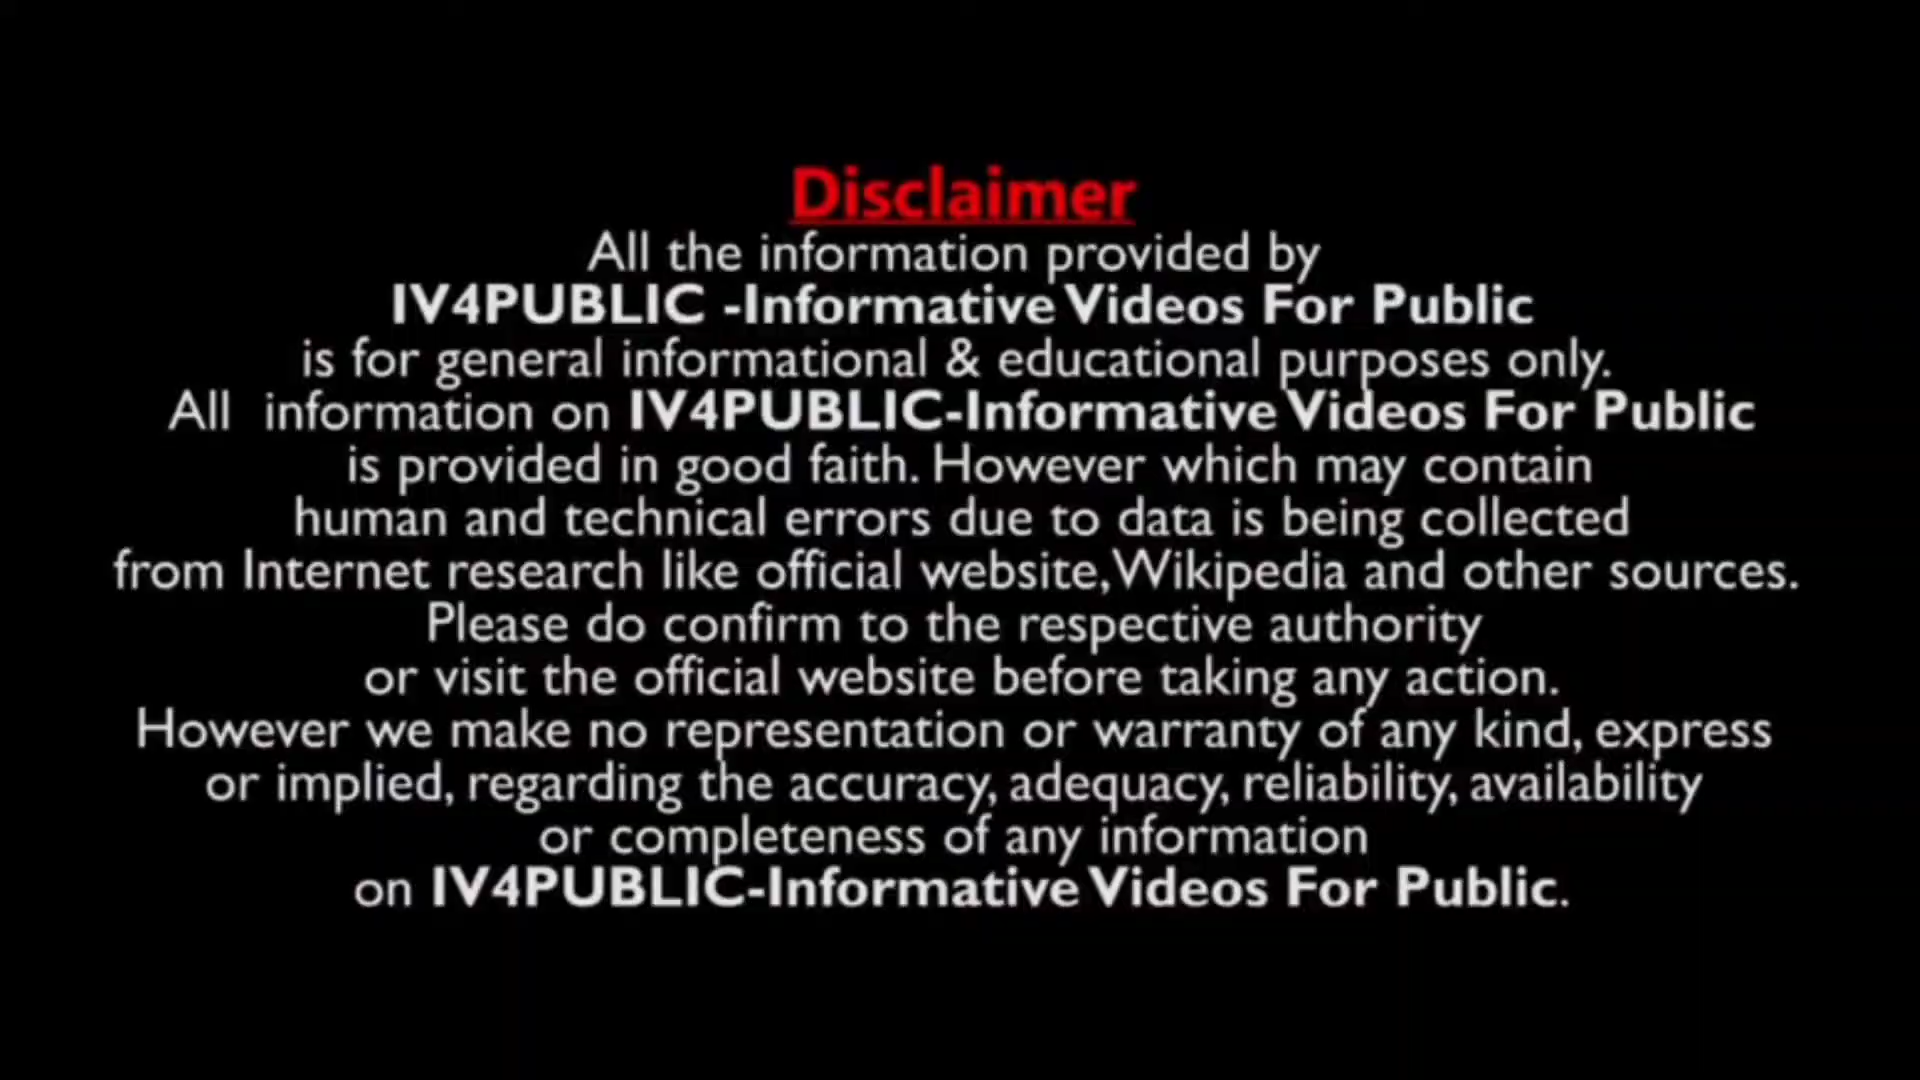 Disclaimer
All the information provided by
IV4PUBLIC -Informative Videos For Public
is for general informational & educational purposes only.
All  information on IV4PUBLIC-Informative Videos For Public
is provided in good faith. However which may contain
human and technical errors due to data is being collected
from Internet research like official website,Wikipedia and other sources.
Please do confirm to the respective authority
or visit the official website before taking any action.
However we make no representation or warranty of any kind, express
or implied, regarding the accuracy, adequacy, reliability, availability
or completeness of any information
on IV4PUBLIC-Informative Videos For Public.